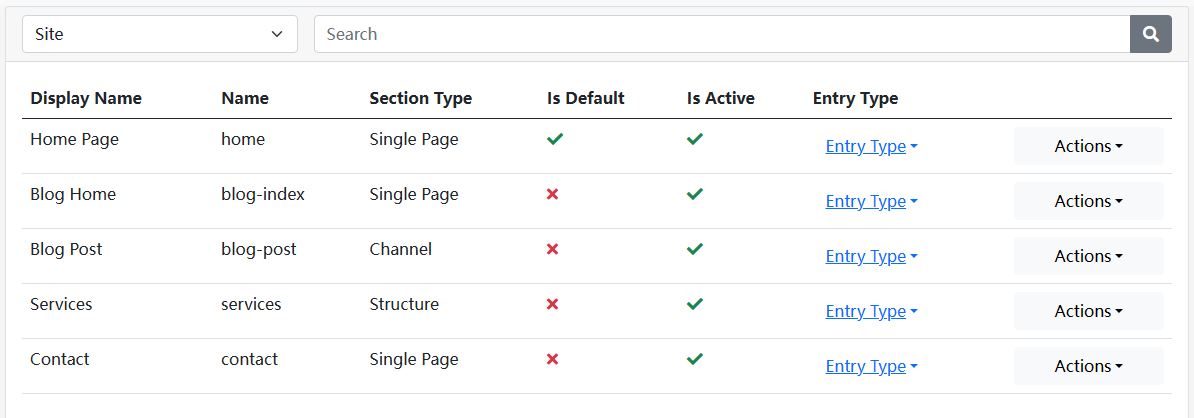 Site Search
Display Name Name Section Type Is Default Is Active Entry Type
Home Page home Single Page Entry Type Actions
Blog Home blog-index Single Page Entry Type Actions
Blog Post blog-post Channel Entry Type Actions
Services services Structure Entry Type Actions
Contact contact Single Page Entry Type Actions